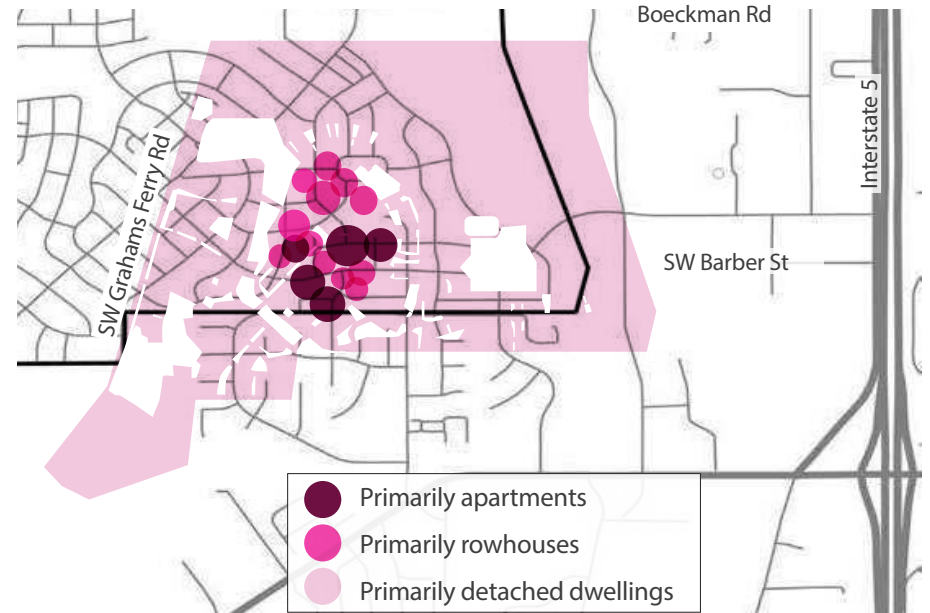 Boeckman Rd
Interstate 5
SW Grahams Ferry Rd
SW Barber St
Primarily apartments
Primarily rowhouses
Primarily detached dwellings